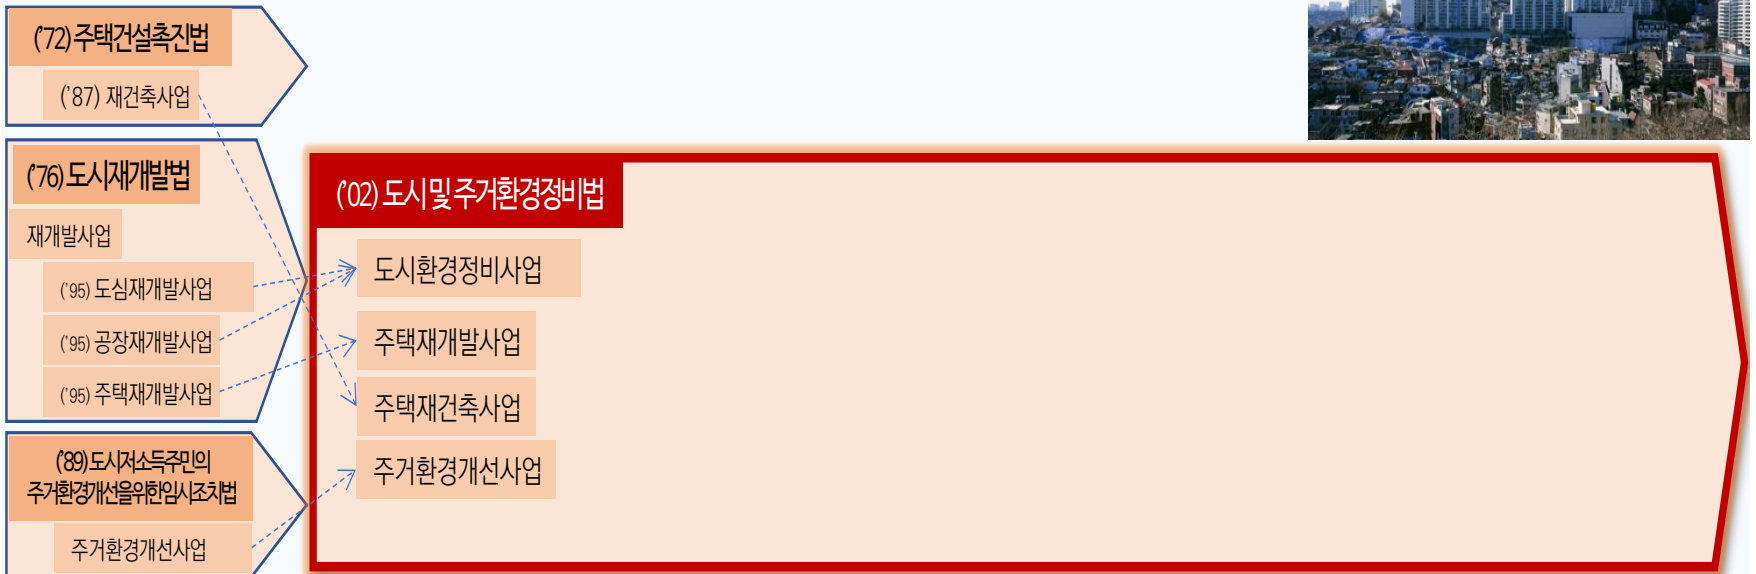 ('72) 주택건설촉진법
('87) 재건축사업
('76) 도시재개발법
재개발사업
('95) 도심재개발사업
('95) 공장재개발사업
('95) 주택재개발사업
('89) 도시저소득주민의
주거환경개선을위한임시조치법
주거환경개선사업
('02) 도시 및 주거환경정비법
도시환경정비사업
주택재개발사업
주택재건축사업
주거환경개선사업